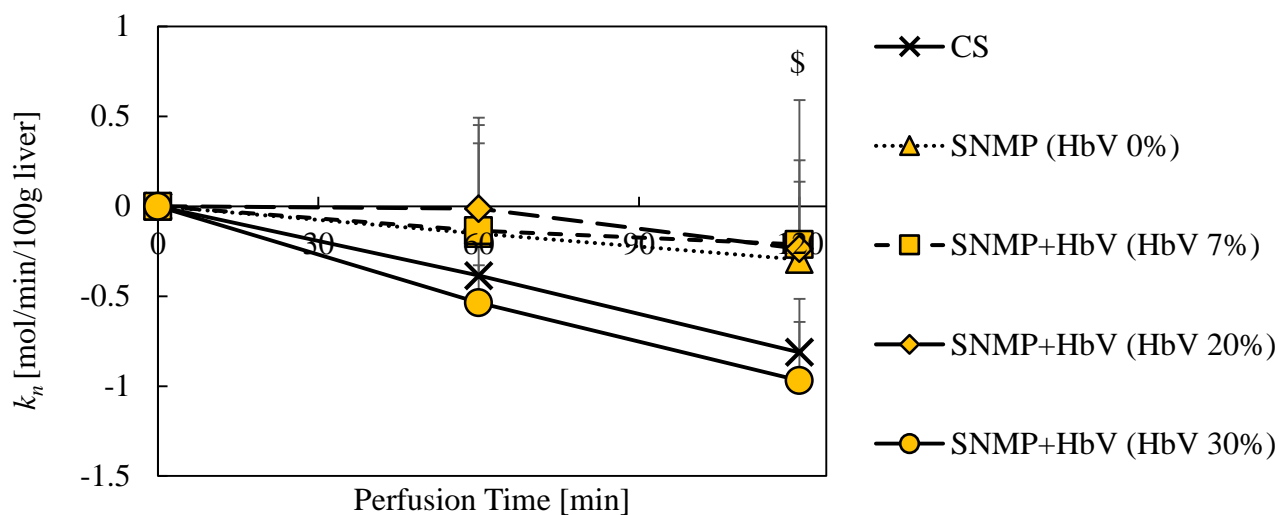 1
$
0.5
0
-0.5
-1
-1.5
0
30
60
90
120
k_n [mol/min/100g liver]
Perfusion Time [min]
CS
SNMP (HbV 0%)
SNMP+HbV (HbV 7%)
SNMP+HbV (HbV 20%)
SNMP+HbV (HbV 30%)